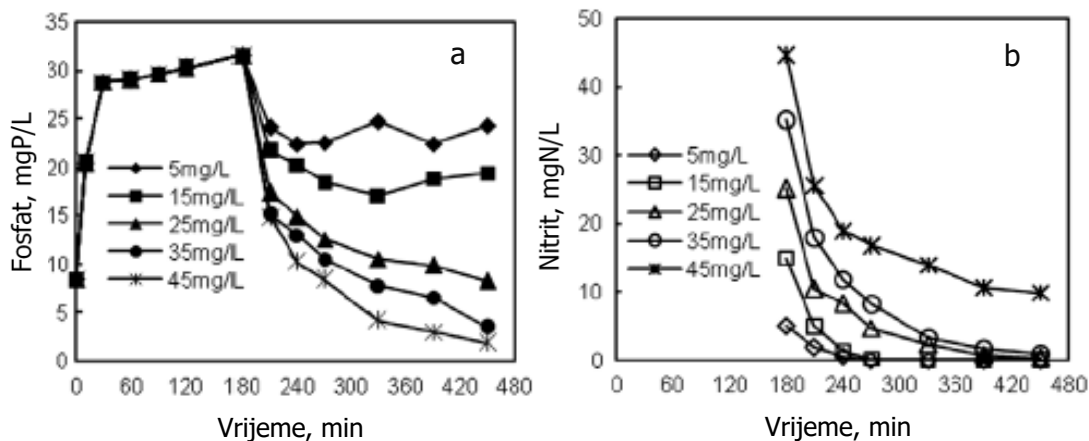 a
Fosfat, mgP/L
35
30
25
20
15
10
5
0
5mg/L
15mg/L
25mg/L
35mg/L
45mg/L
0 60 120 180 240 300 360 420 480
Vrijeme, min
b
Nitrit, mgN/L
50
40
30
20
10
0
5mg/L
15mg/L
25mg/L
35mg/L
45mg/L
0 60 120 180 240 300 360 420 480
Vrijeme, min